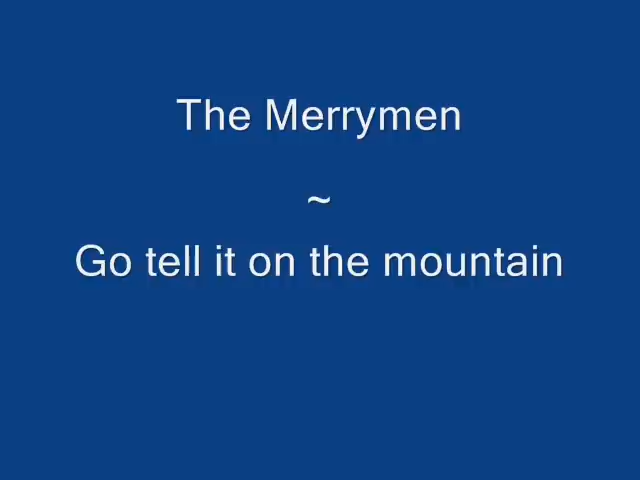 The Merrymen
~
Go tell it on the mountain